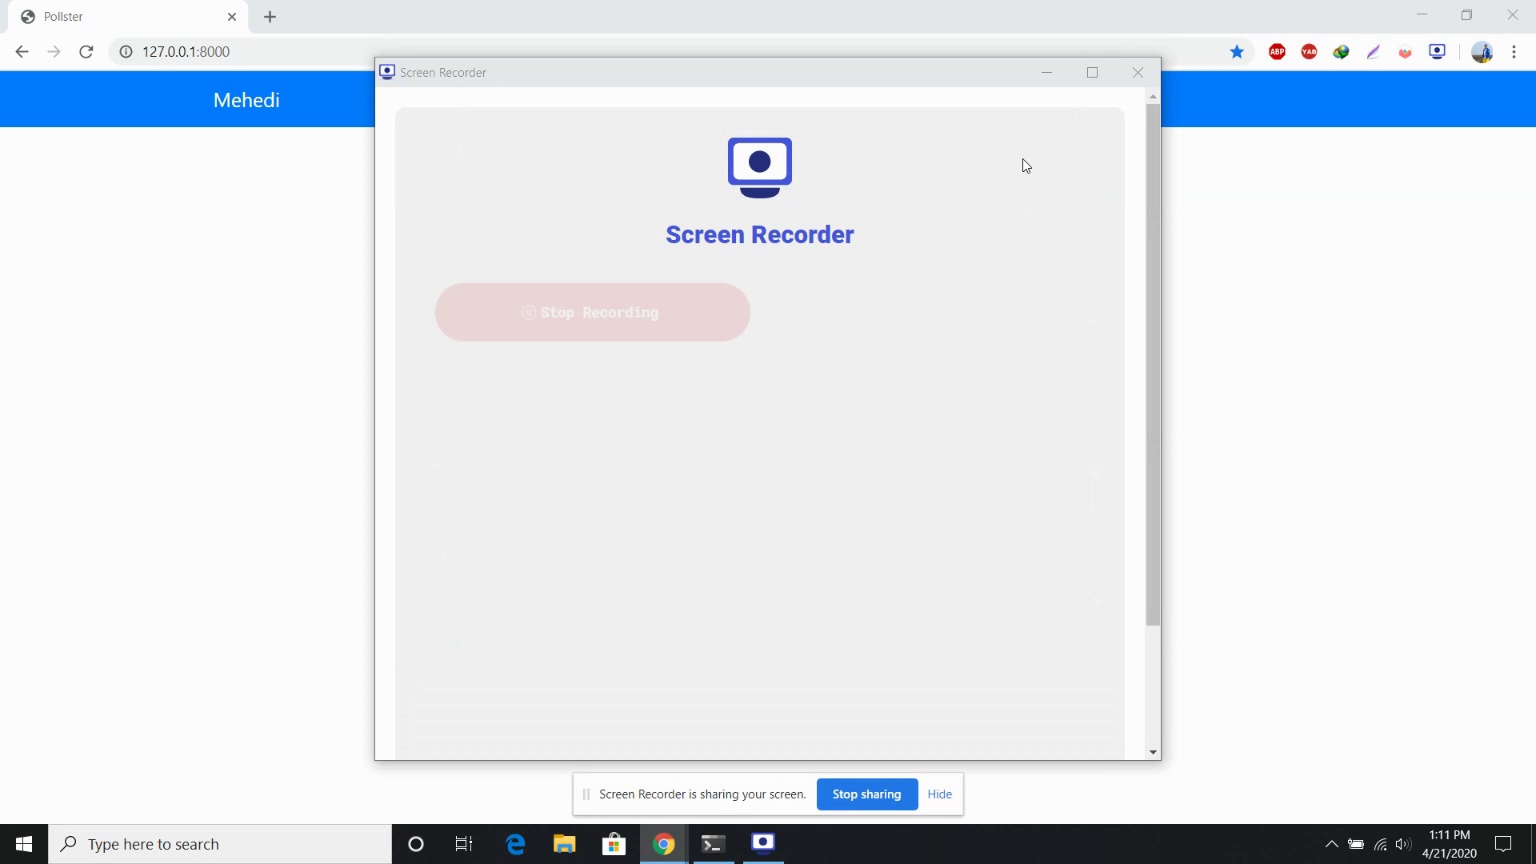 Pollster
127.0.0.1:8000
ABP
YAB
Mehedi
Screen Recorder
Screen Recorder
Stop Recording
Screen Recorder is sharing your screen.
Stop sharing
Hide
Type here to search
1:11 PM
4/21/2020